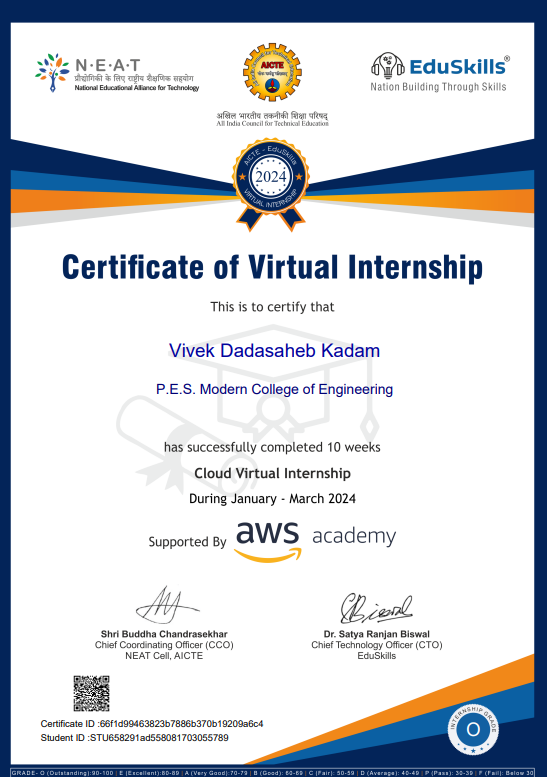 N·E·A·T
प्रौद्योगिकी के लिए राष्ट्रीय शैक्षणिक सहयोग
National Educational Alliance for Technology
AICTE
EduSkills®
Nation Building Through Skills
अखिल भारतीय तकनीकी शिक्षा परिषद्
All India Council for Technical Education
AICTE - EduSkills
2024
VIRTUAL INTERNSHIP
Certificate of Virtual Internship
This is to certify that
Vivek Dadasaheb Kadam
P.E.S. Modern College of Engineering
has successfully completed 10 weeks
Cloud Virtual Internship
During January - March 2024
Supported By aws academy
Shri Buddha Chandrasekhar
Chief Coordinating Officer (CCO)
NEAT Cell, AICTE
Dr. Satya Ranjan Biswal
Chief Technology Officer (CTO)
EduSkills
Certificate ID :66f1d99463823b7886b370b19209a6c4
Student ID :STU658291ad558081703055789
INTERNSHIP GRADE
O
GRADE- O (Outstanding):90-100 | E (Excellent):80-89 | A (Very Good):70-79 | B (Good): 60-69 | C (Fair): 50-59 | D (Average): 40-49 | P (Pass): 30-39 | F (Fail): Below 30